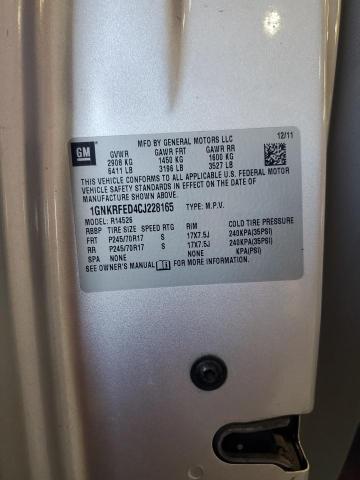 MFD BY GENERAL MOTORS LLC 12/11
GM GVWR GAWR FRT GAWR RR
2908 KG 1450 KG 1600 KG
6411 LB 3196 LB 3527 LB
THIS VEHICLE CONFORMS TO ALL APPLICABLE U.S. FEDERAL MOTOR
VEHICLE SAFETY STANDARDS IN EFFECT ON THE DATE OF
MANUFACTURE SHOWN ABOVE.
1GNKRFED4CJ228165 TYPE: M.P.V.
MODEL: R14526
RBBP TIRE SIZE SPEED RTG RIM COLD TIRE PRESSURE
FRT P245/70R17 S 17X7.5J 240KPA(35PSI)
RR P245/70R17 S 17X7.5J 240KPA(35PSI)
SPA NONE NONE KPA(PSI)
SEE OWNER'S MANUAL FOR MORE INFORMATION